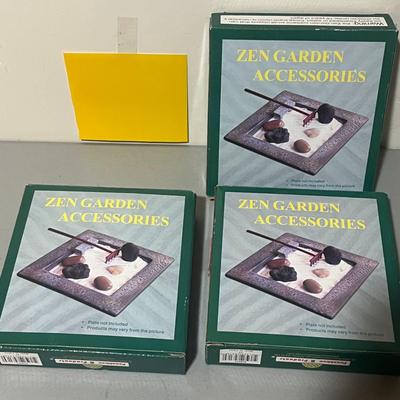 Warning
ZEN GARDEN
ACCESSORIES
• Plate not included
• Products may vary from the picture
ZEN GARDEN
ACCESSORIES
• Plate not included
• Products may vary from the picture
ZEN GARDEN
ACCESSORIES
• Plate not included
• Products may vary from the picture